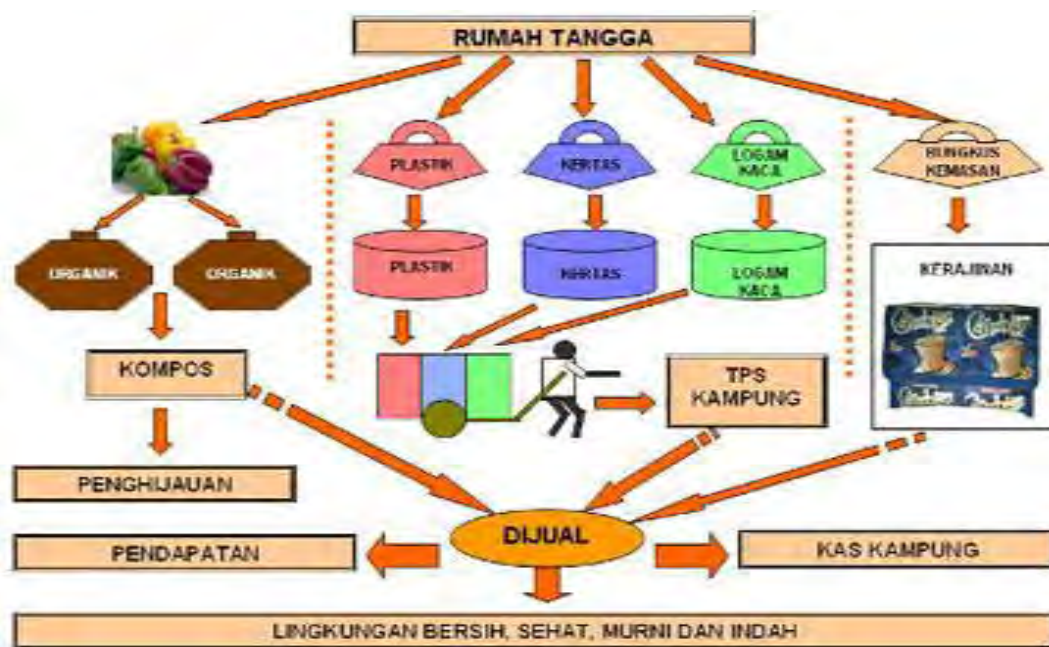 RUMAH TANGGA
PLASTIK
KERTAS
LOGAM
KACA
BUNGKUS
KEMASAN
ORGANIK
ORGANIK
PLASTIK
KERTAS
LOGAM
KACA
KERAJINAN
KOMPOS
TPS
KAMPUNG
PENGHIJAUAN
DIJUAL
PENDAPATAN
KAS KAMPUNG
LINGKUNGAN BERSIH, SEHAT, MURNI DAN INDAH